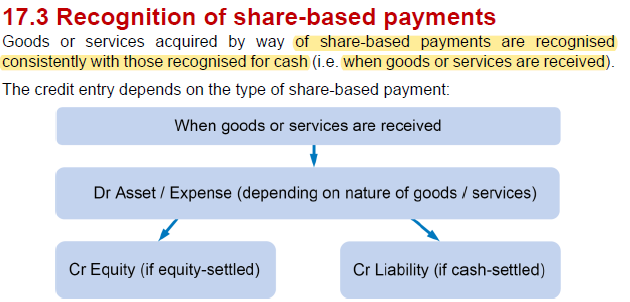 17.3 Recognition of share-based payments
Goods or services acquired by way of share-based payments are recognised
consistently with those recognised for cash (i.e. when goods or services are received).
The credit entry depends on the type of share-based payment:
When goods or services are received
Dr Asset / Expense (depending on nature of goods / services)
Cr Equity (if equity-settled)
Cr Liability (if cash-settled)